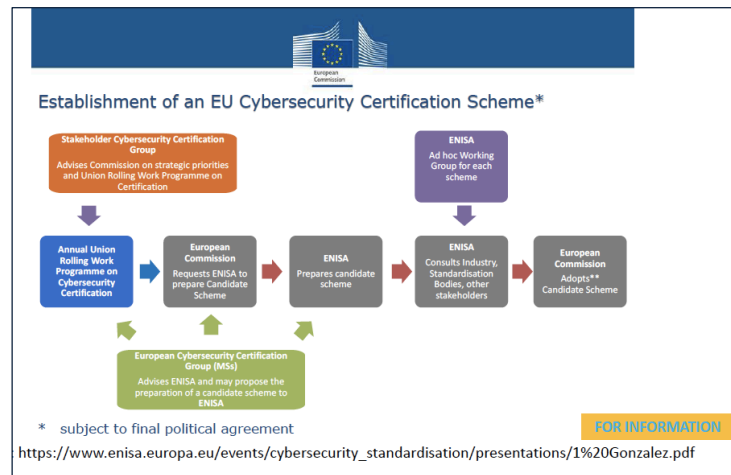 European
Commission
Establishment of an EU Cybersecurity Certification Scheme*
Stakeholder Cybersecurity Certification
Group
Advises Commission on strategic priorities
and Union Rolling Work Programme on
Certification
ENISA
Ad hoc Working
Group for each
scheme
Annual Union
Rolling Work
Programme on
Cybersecurity
Certification
European
Commission
Requests ENISA to
prepare Candidate
Scheme
ENISA
Prepares candidate
scheme
ENISA
Consults Industry,
Standardisation
Bodies, other
stakeholders
European
Commission
Adopts**
Candidate Scheme
European Cybersecurity Certification
Group (MSs)
Advises ENISA and may propose the
preparation of a candidate scheme to
ENISA
* subject to final political agreement
FOR INFORMATION
: https://www.enisa.europa.eu/events/cybersecurity_standardisation/presentations/1%20Gonzalez.pdf